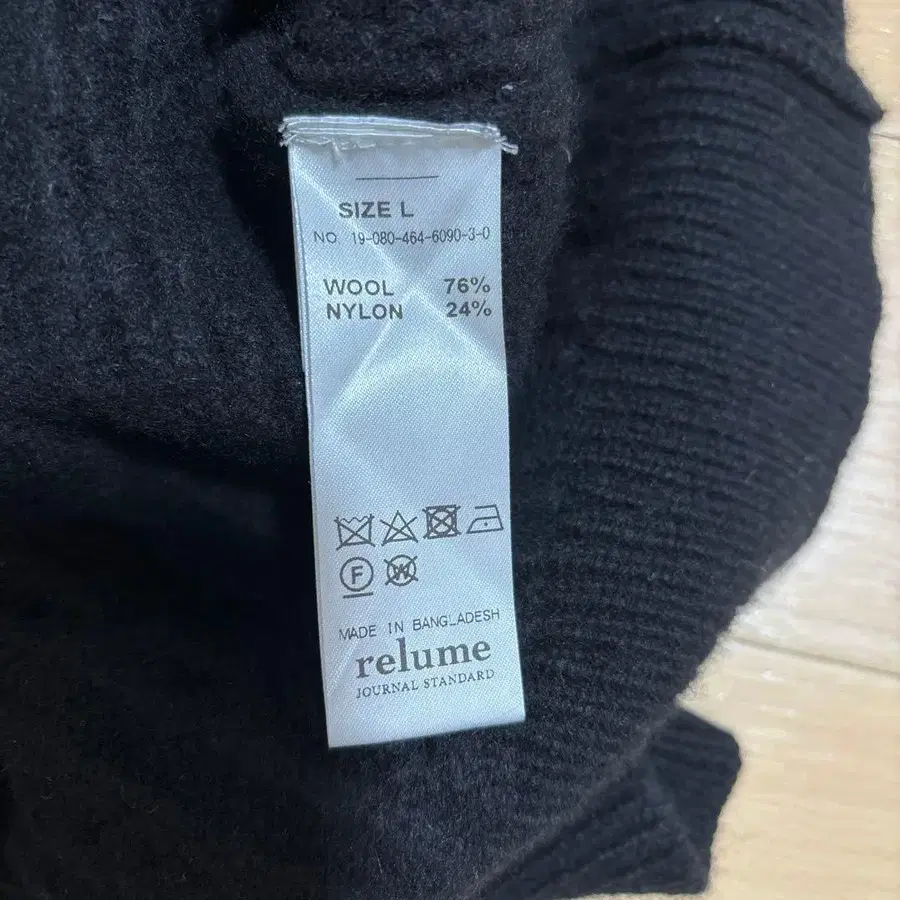 SIZE L
NO. 19-080-464-6090-3-0
WOOL 76%
NYLON 24%
F W
MADE IN BANGLADESH
relume
JOURNAL STANDARD